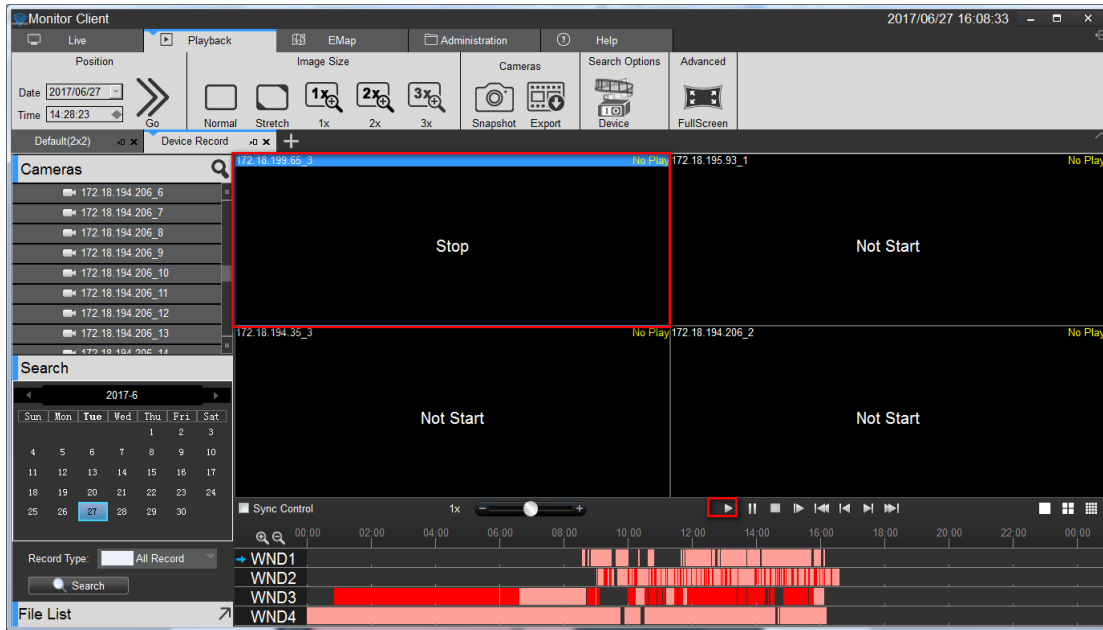 Monitor Client 2017/06/27 16:08:33
Live Playback EMap Administration Help
Position Image Size Cameras Search Options Advanced
Date 2017/06/27
Time 14:28:23
Go Normal Stretch 1x 2x 3x Snapshot Export Device FullScreen
Default(2x2) Device Record
Cameras
172.18.194.206_6
172.18.194.206_7
172.18.194.206_8
172.18.194.206_9
172.18.194.206_10
172.18.194.206_11
172.18.194.206_12
172.18.194.206_13
172.18.194.206_14
Search
2017-6
Sun Mon Tue Wed Thu Fri Sat
1 2 3
4 5 6 7 8 9 10
11 12 13 14 15 16 17
18 19 20 21 22 23 24
25 26 27 28 29 30
Record Type: All Record
Search
File List
172.18.199.65_3 No Play
Stop
172.18.195.93_1 No Play
Not Start
172.18.194.35_3 No Play
Not Start
172.18.194.206_2 No Play
Not Start
Sync Control 1x
00:00 02:00 04:00 06:00 08:00 10:00 12:00 14:00 16:00 18:00 20:00 22:00 00:00
WND1
WND2
WND3
WND4